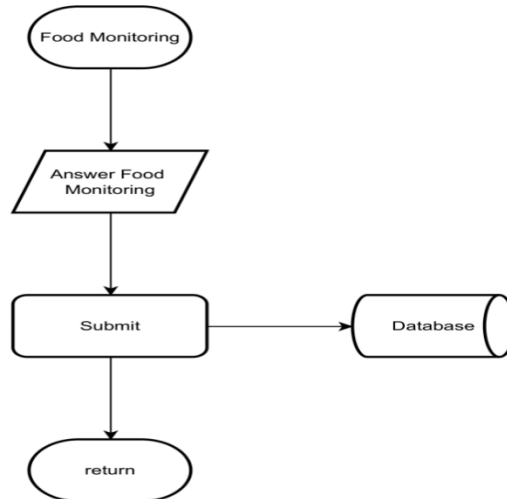 Food Monitoring
Answer Food
Monitoring
Submit
Database
return